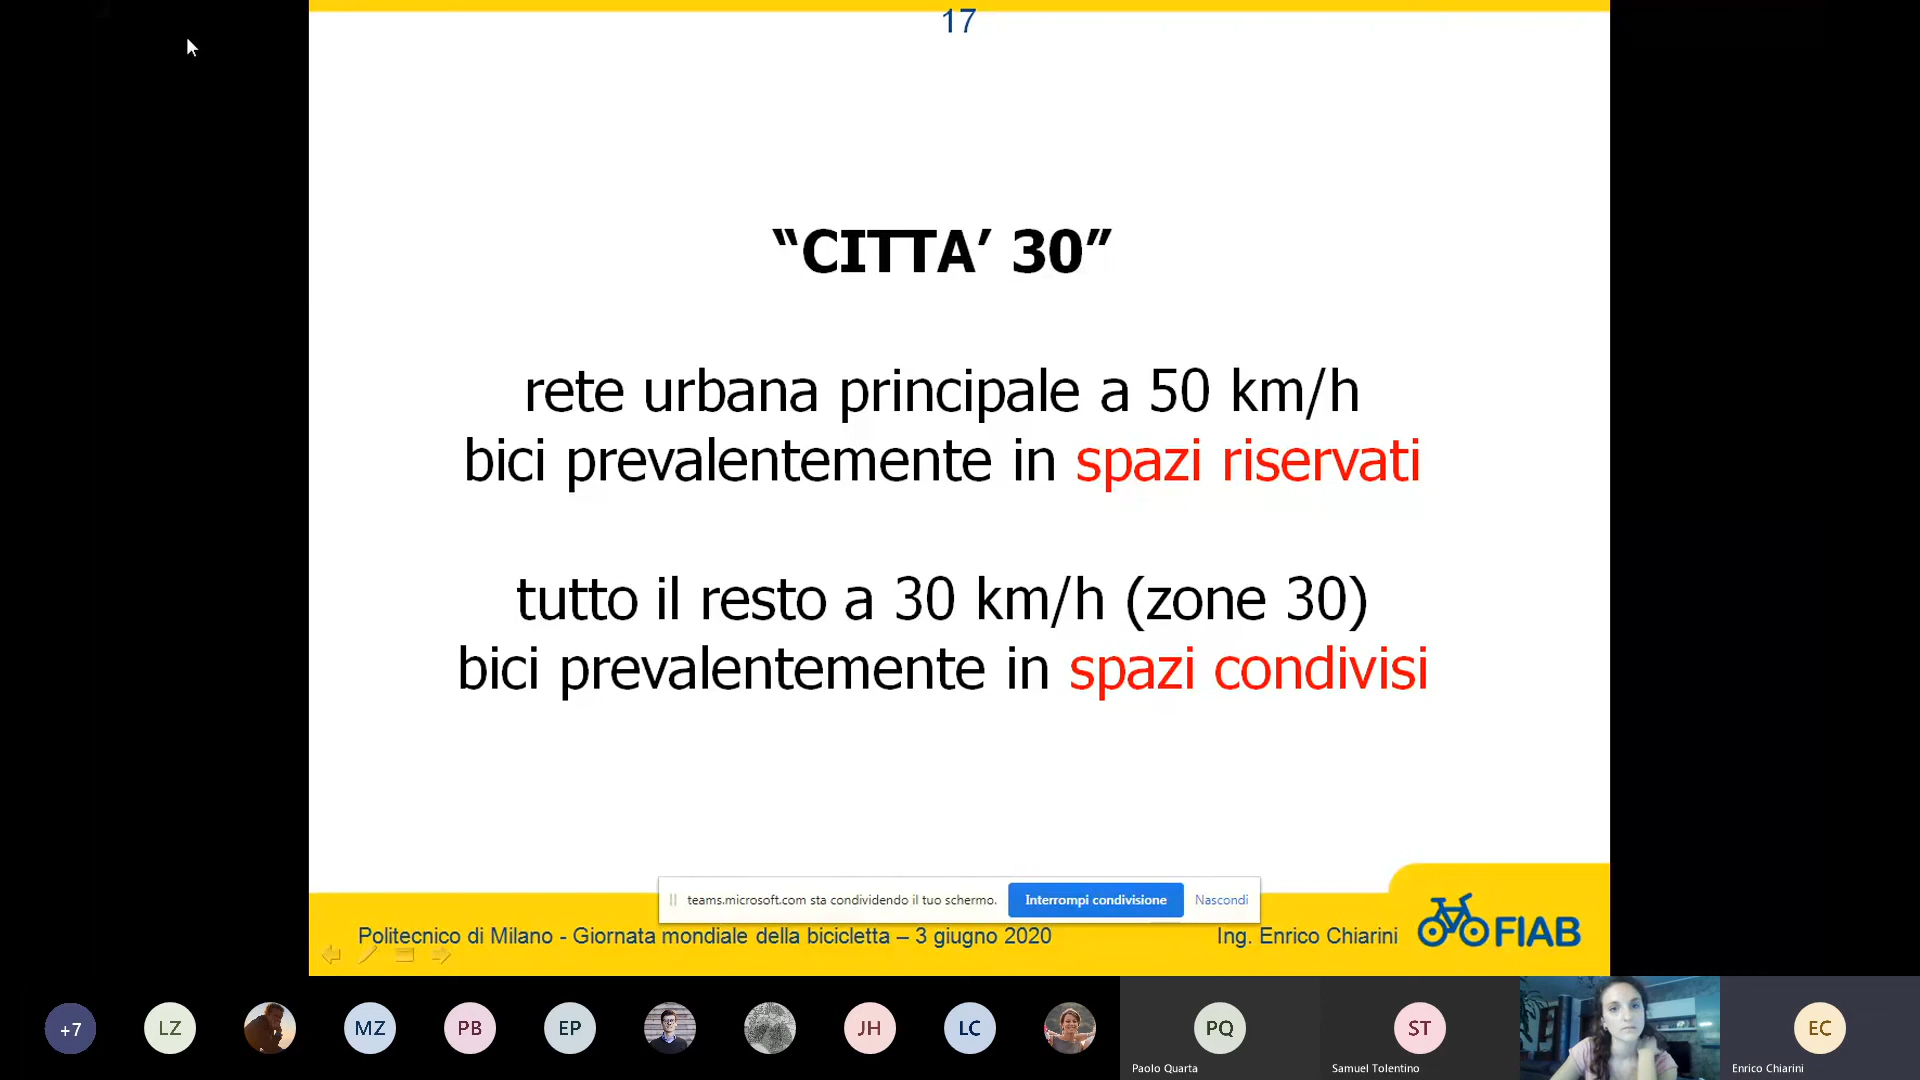 17
“CITTA’ 30”
rete urbana principale a 50 km/h
bici prevalentemente in spazi riservati
tutto il resto a 30 km/h (zone 30)
bici prevalentemente in spazi condivisi
teams.microsoft.com sta condividendo il tuo schermo. Interrompi condivisione Nascondi
Politecnico di Milano - Giornata mondiale della bicicletta – 3 giugno 2020 Ing. Enrico Chiarini FIAB
+7 LZ MZ PB EP JH LC PQ ST EC
Paolo Quarta Samuel Tolentino Enrico Chiarini